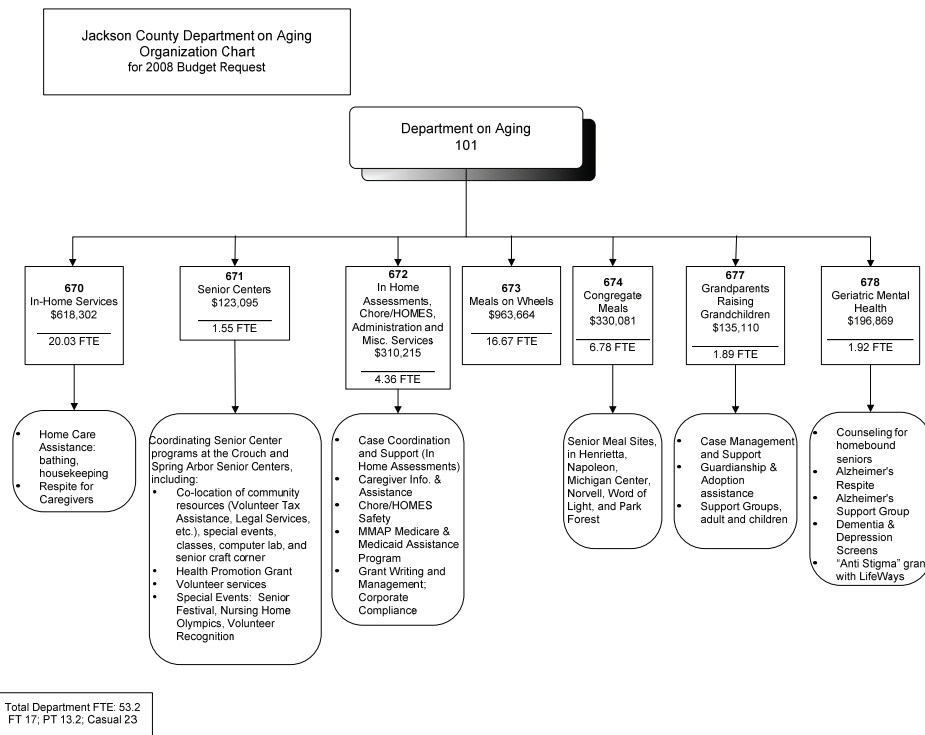 Jackson County Department on Aging
Organization Chart
for 2008 Budget Request
Department on Aging
101
670
In-Home Services
$618,302
20.03 FTE
671
Senior Centers
$123,095
1.55 FTE
672
In Home
Assessments,
Chore/HOMES,
Administration and
Misc. Services
$310,215
4.36 FTE
673
Meals on Wheels
$963,664
16.67 FTE
674
Congregate
Meals
$330,081
6.78 FTE
677
Grandparents
Raising
Grandchildren
$135,110
1.89 FTE
678
Geriatric Mental
Health
$196,869
1.92 FTE
• Home Care
Assistance:
bathing,
housekeeping
• Respite for
Caregivers
Coordinating Senior Center
programs at the Crouch and
Spring Arbor Senior Centers,
including:
• Co-location of community
resources (Volunteer Tax
Assistance, Legal Services,
etc.), special events,
classes, computer lab, and
senior craft corner
• Health Promotion Grant
• Volunteer services
• Special Events: Senior
Festival, Nursing Home
Olympics, Volunteer
Recognition
• Case Coordination
and Support (In
Home Assessments)
• Caregiver Info. &
Assistance
• Chore/HOMES
Safety
• MMAP Medicare &
Medicaid Assistance
Program
• Grant Writing and
Management;
Corporate
Compliance
Senior Meal Sites,
in Henrietta,
Napoleon,
Michigan Center,
Norvell, Word of
Light, and Park
Forest
• Case Management
and Support
• Guardianship &
Adoption
assistance
• Support Groups,
adult and children
• Counseling for
homebound
seniors
• Alzheimer's
Respite
• Alzheimer's
Support Group
• Dementia &
Depression
Screens
• "Anti Stigma" gran
with LifeWays
Total Department FTE: 53.2
FT 17; PT 13.2; Casual 23